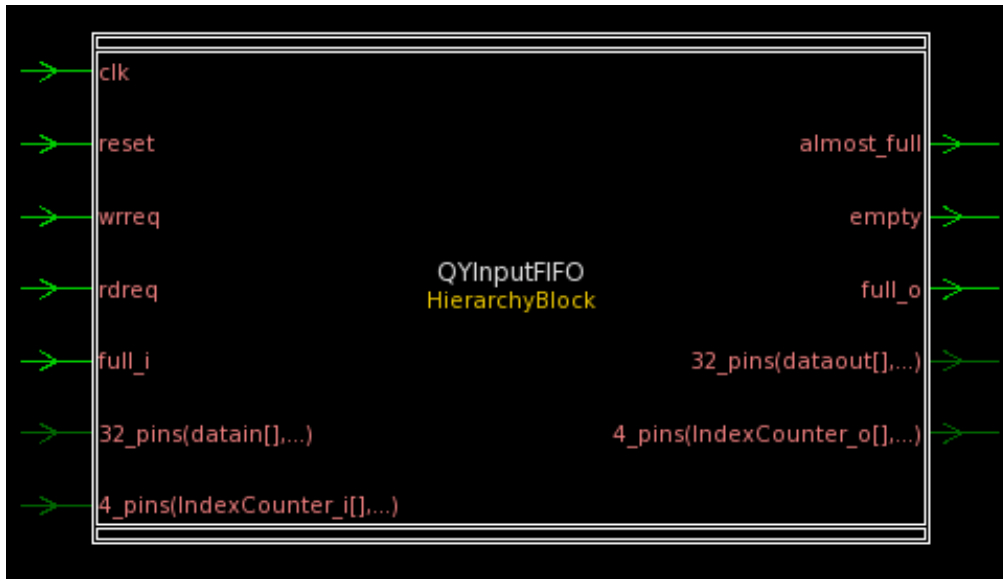 clk
reset
almost_full
wrreq
empty
QYInputFIFO
rdreq
full_o
HierarchyBlock
full_i
32_pins(dataout[],...)
32_pins(datain[],...)
4_pins(IndexCounter_o[],...)
4_pins(IndexCounter_i[],...)